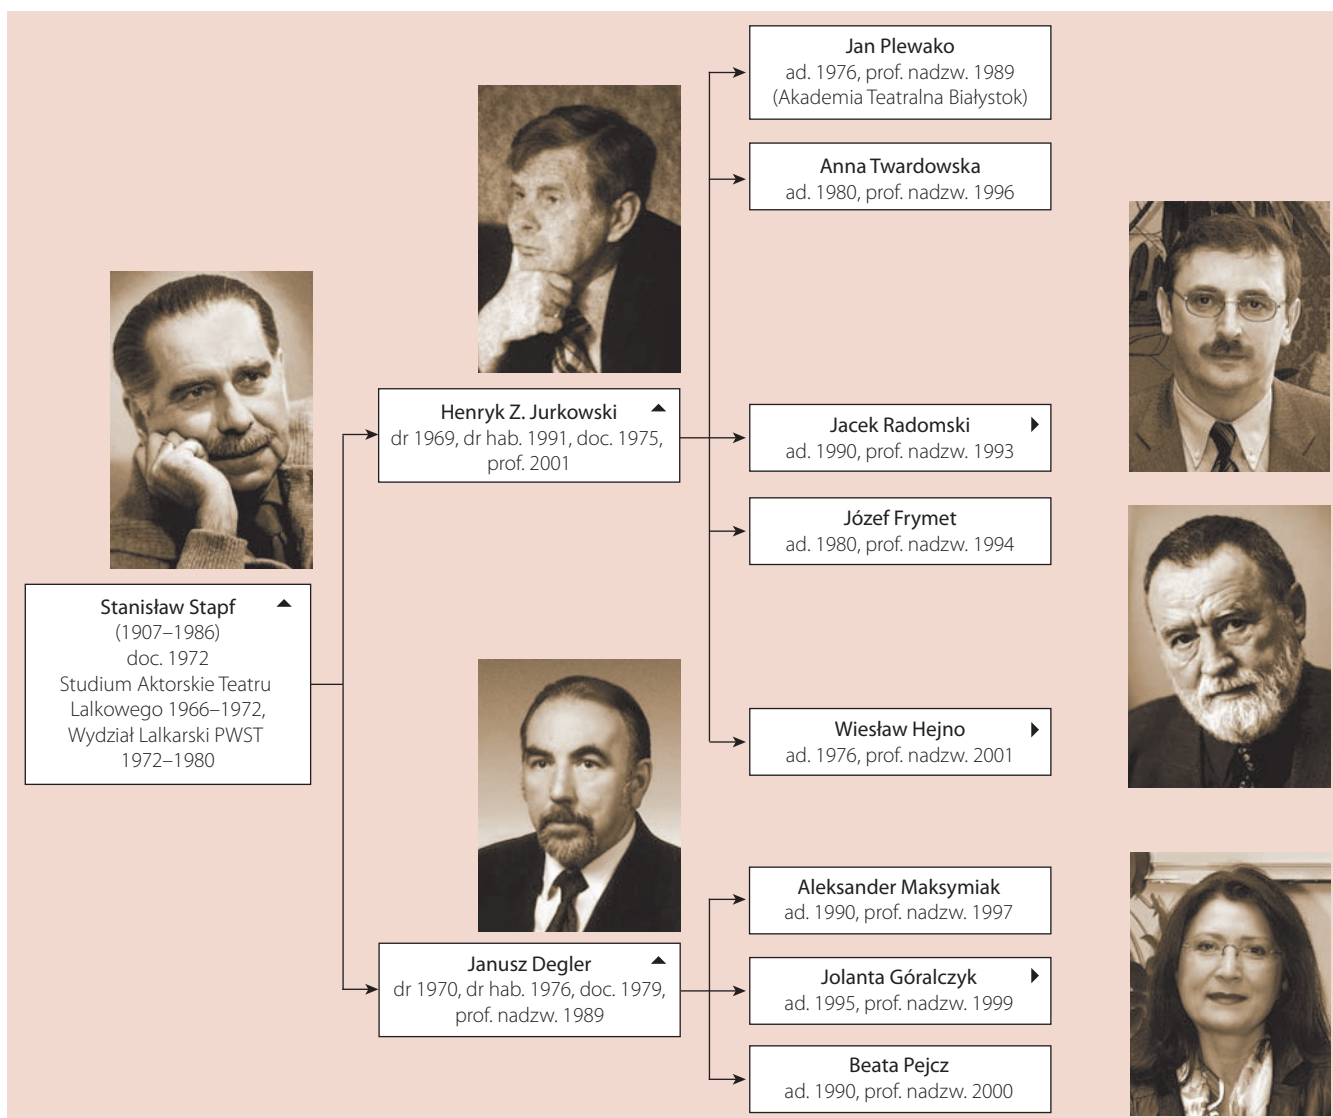 Stanisław Stapf
(1907–1986)
doc. 1972
Studium Aktorskie Teatru
Lalkowego 1966–1972,
Wydział Lalkarski PWST
1972–1980
Henryk Z. Jurkowski
dr 1969, dr hab. 1991, doc. 1975,
prof. 2001
Janusz Degler
dr 1970, dr hab. 1976, doc. 1979,
prof. nadzw. 1989
Jan Plewako
ad. 1976, prof. nadzw. 1989
(Akademia Teatralna Białystok)
Anna Twardowska
ad. 1980, prof. nadzw. 1996
Jacek Radomski
ad. 1990, prof. nadzw. 1993
Józef Frymet
ad. 1980, prof. nadzw. 1994
Wiesław Hejno
ad. 1976, prof. nadzw. 2001
Aleksander Maksymiak
ad. 1990, prof. nadzw. 1997
Jolanta Góralczyk
ad. 1995, prof. nadzw. 1999
Beata Pejcz
ad. 1990, prof. nadzw. 2000